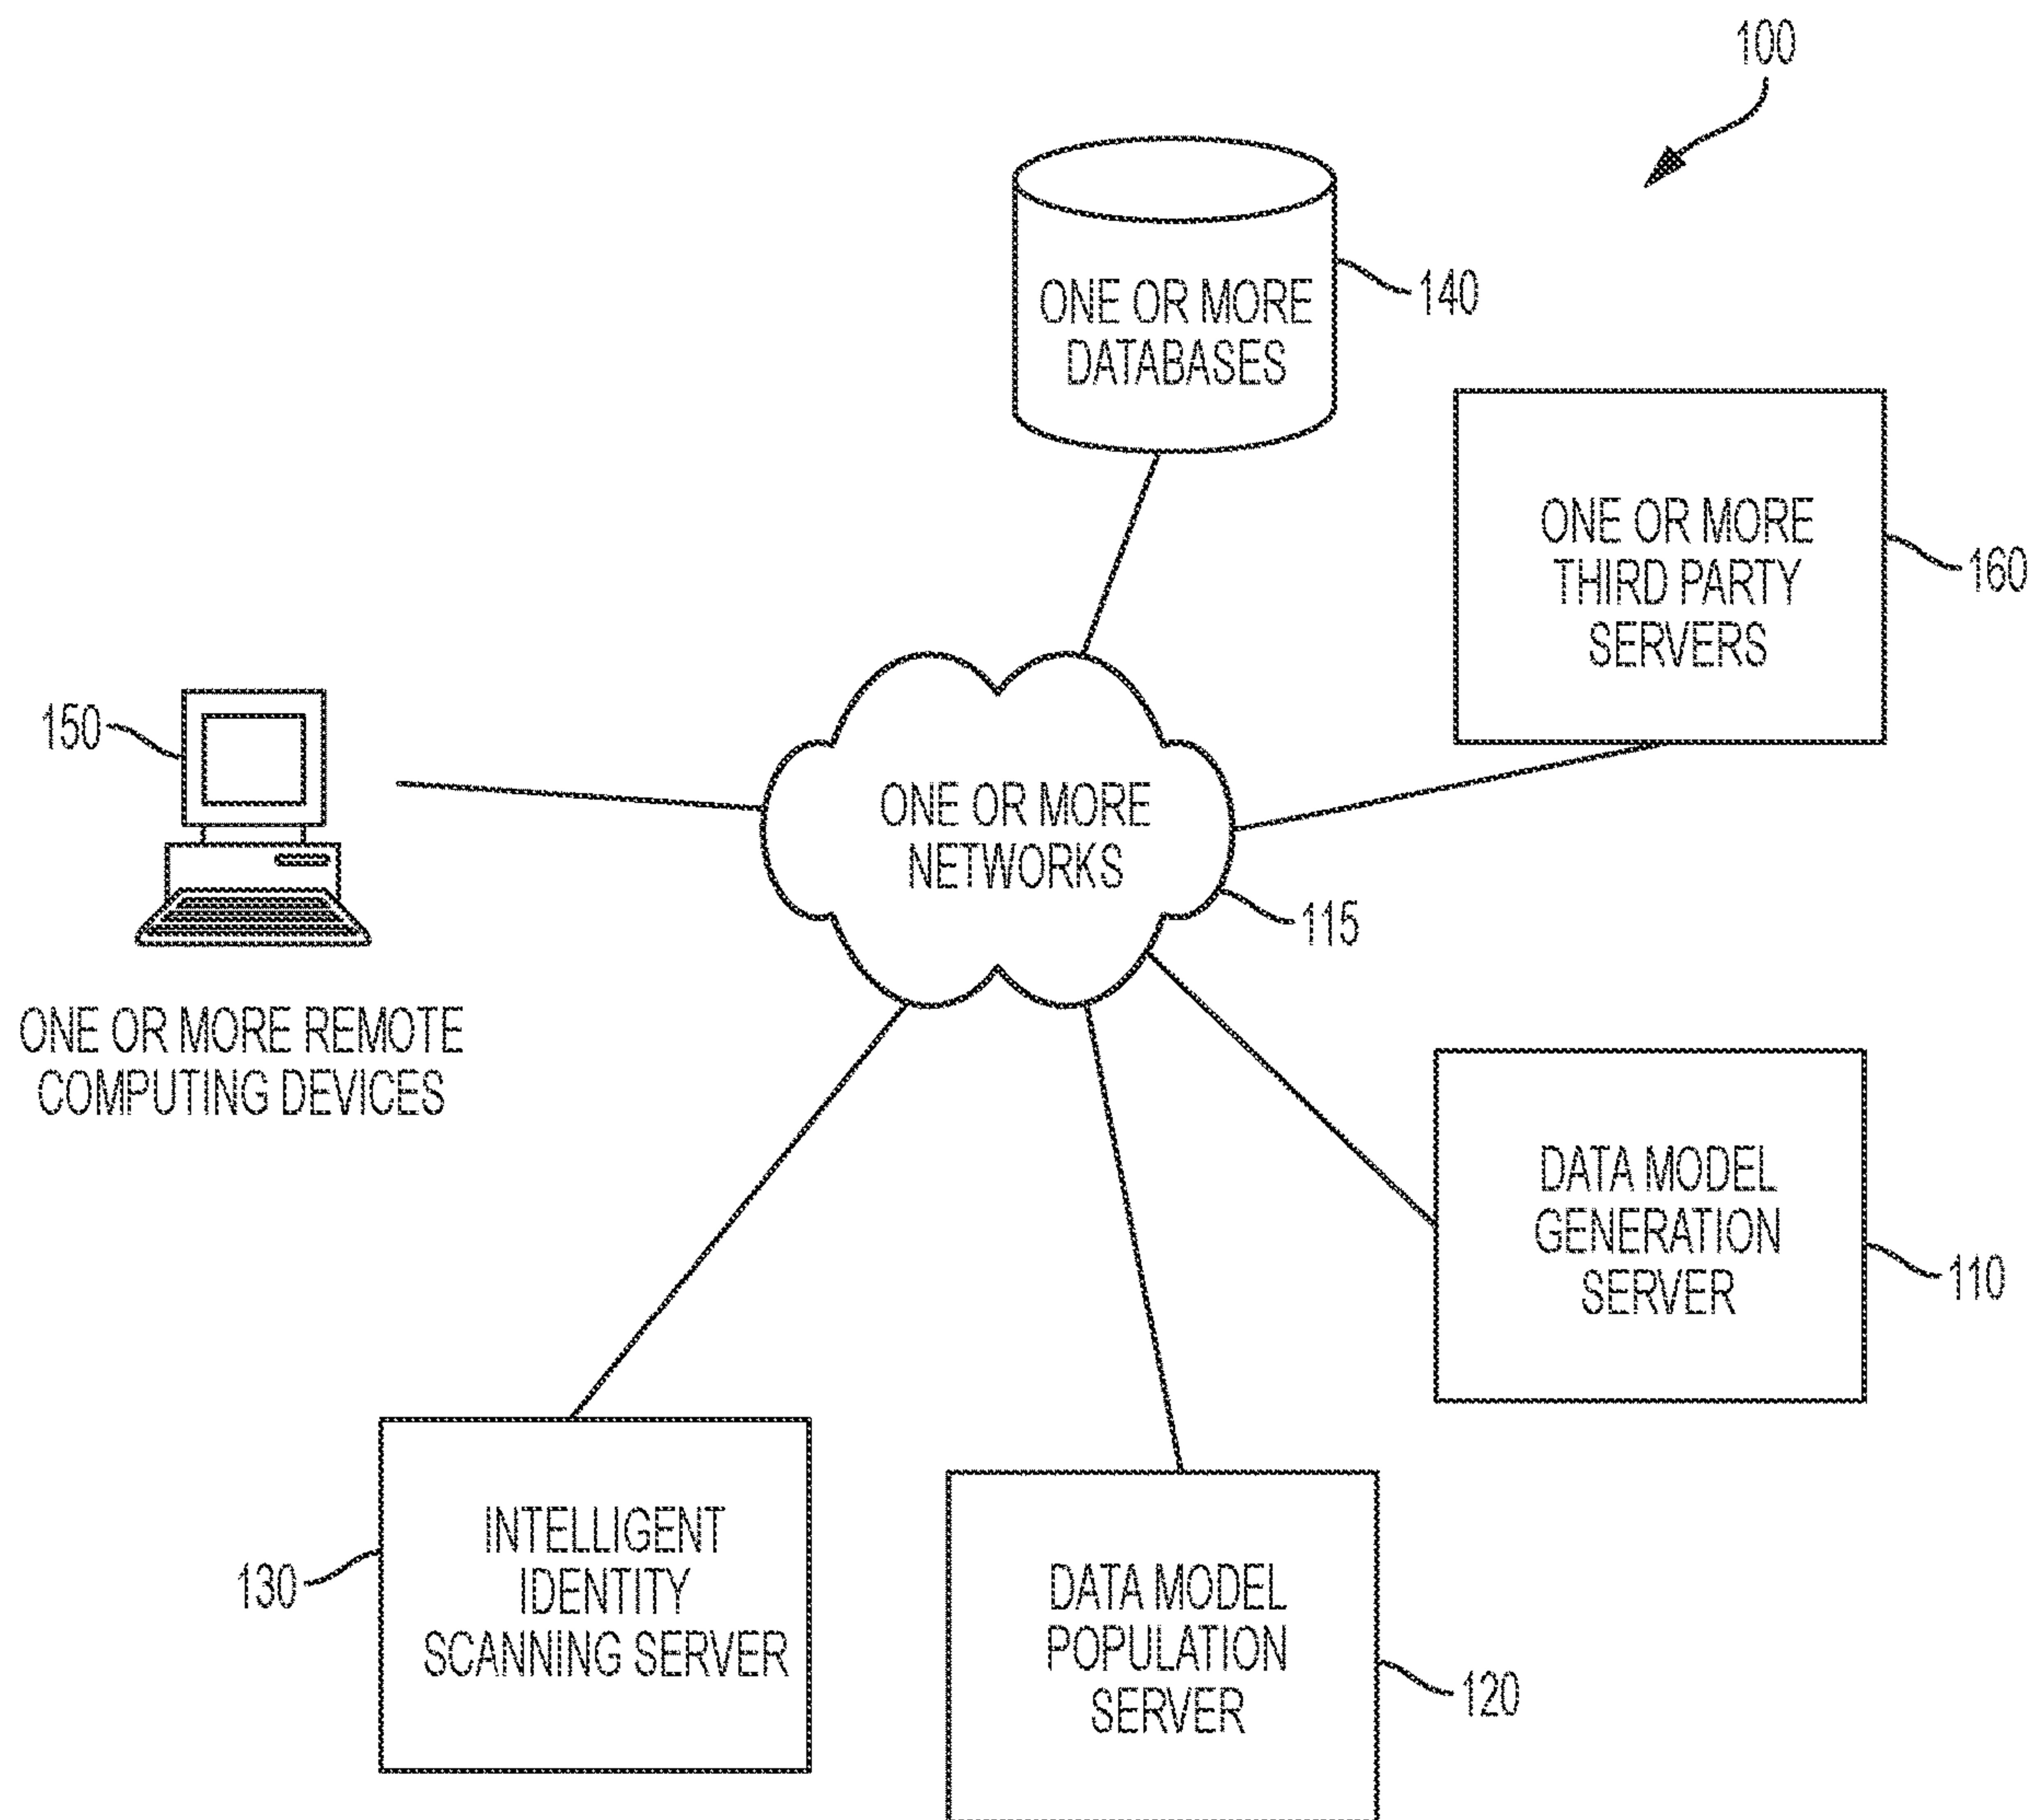 100
ONE OR MORE
DATABASES
140
ONE OR MORE
THIRD PARTY
SERVERS
160
150
ONE OR MORE
NETWORKS
115
ONE OR MORE REMOTE
COMPUTING DEVICES
DATA MODEL
GENERATION
SERVER
110
INTELLIGENT
IDENTITY
SCANNING SERVER
130
DATA MODEL
POPULATION
SERVER
120